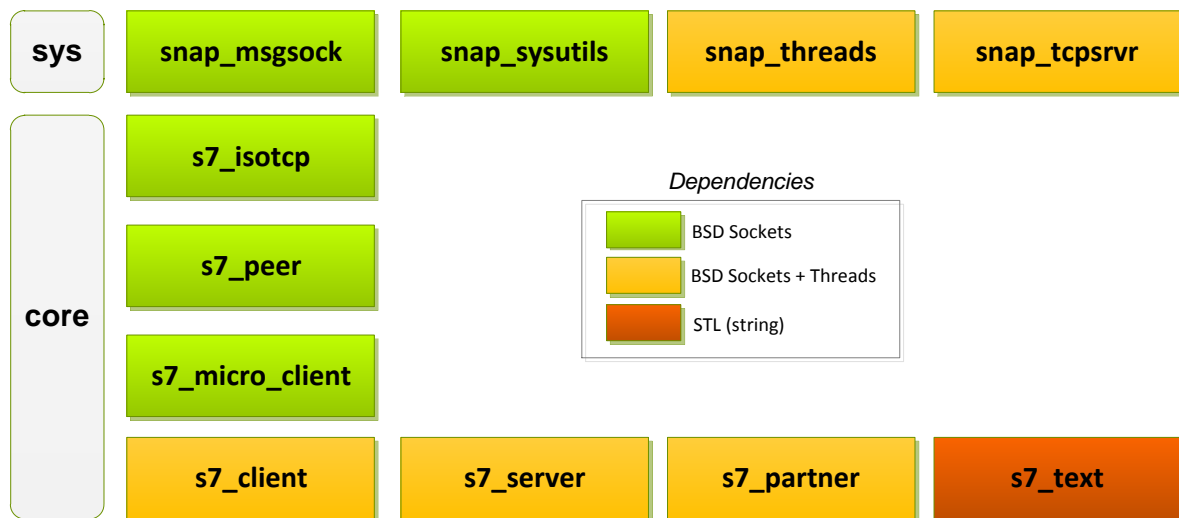 sys
snap_msgsock
snap_sysutils
snap_threads
snap_tcpsrvr
core
s7_isotcp
Dependencies
BSD Sockets
BSD Sockets + Threads
STL (string)
s7_peer
s7_micro_client
s7_client
s7_server
s7_partner
s7_text